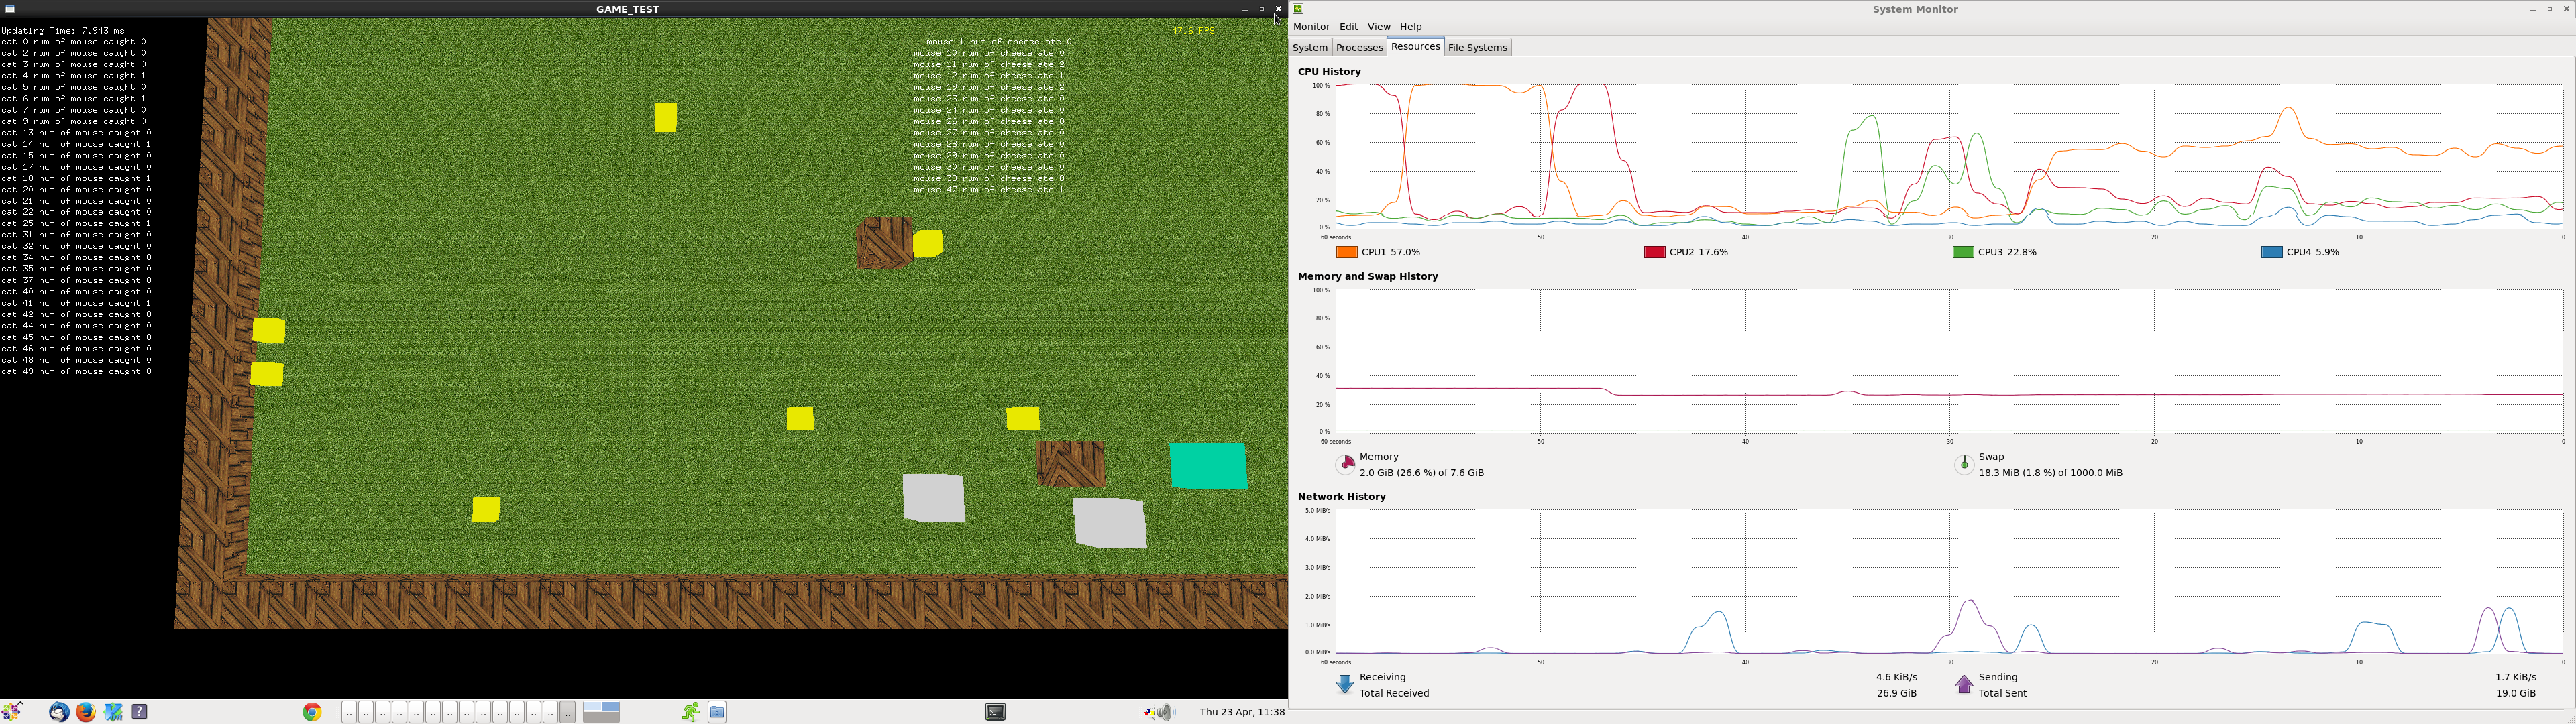 GAME_TEST
Updating Time: 7.943 ms
cat 0 num of mouse caught 0
cat 2 num of mouse caught 0
cat 3 num of mouse caught 0
cat 4 num of mouse caught 1
cat 5 num of mouse caught 0
cat 6 num of mouse caught 1
cat 7 num of mouse caught 0
cat 9 num of mouse caught 0
cat 13 num of mouse caught 0
cat 14 num of mouse caught 1
cat 15 num of mouse caught 0
cat 17 num of mouse caught 0
cat 18 num of mouse caught 1
cat 20 num of mouse caught 0
cat 21 num of mouse caught 0
cat 22 num of mouse caught 0
cat 25 num of mouse caught 1
cat 31 num of mouse caught 0
cat 32 num of mouse caught 0
cat 34 num of mouse caught 0
cat 35 num of mouse caught 0
cat 37 num of mouse caught 0
cat 40 num of mouse caught 0
cat 41 num of mouse caught 1
cat 42 num of mouse caught 0
cat 44 num of mouse caught 0
cat 45 num of mouse caught 0
cat 46 num of mouse caught 0
cat 48 num of mouse caught 0
cat 49 num of mouse caught 0
47.6 FPS
mouse 1 num of cheese ate 0
mouse 10 num of cheese ate 0
mouse 11 num of cheese ate 2
mouse 12 num of cheese ate 1
mouse 19 num of cheese ate 2
mouse 23 num of cheese ate 0
mouse 24 num of cheese ate 0
mouse 26 num of cheese ate 0
mouse 27 num of cheese ate 0
mouse 28 num of cheese ate 0
mouse 29 num of cheese ate 0
mouse 30 num of cheese ate 0
mouse 38 num of cheese ate 0
mouse 47 num of cheese ate 1
Thu 23 Apr, 11:38
System Monitor
Monitor Edit View Help
System Processes Resources File Systems
CPU History
100 %
80 %
60 %
40 %
20 %
0 %
60 seconds 50 40 30 20 10 0
CPU1 57.0% CPU2 17.6% CPU3 22.8% CPU4 5.9%
Memory and Swap History
100 %
80 %
60 %
40 %
20 %
0 %
60 seconds 50 40 30 20 10 0
Memory Swap
2.0 GiB (26.6 %) of 7.6 GiB 18.3 MiB (1.8 %) of 1000.0 MiB
Network History
5.0 MiB/s
4.0 MiB/s
3.0 MiB/s
2.0 MiB/s
1.0 MiB/s
0.0 MiB/s
60 seconds 50 40 30 20 10 0
Receiving 4.6 KiB/s Sending 1.7 KiB/s
Total Received 26.9 GiB Total Sent 19.0 GiB